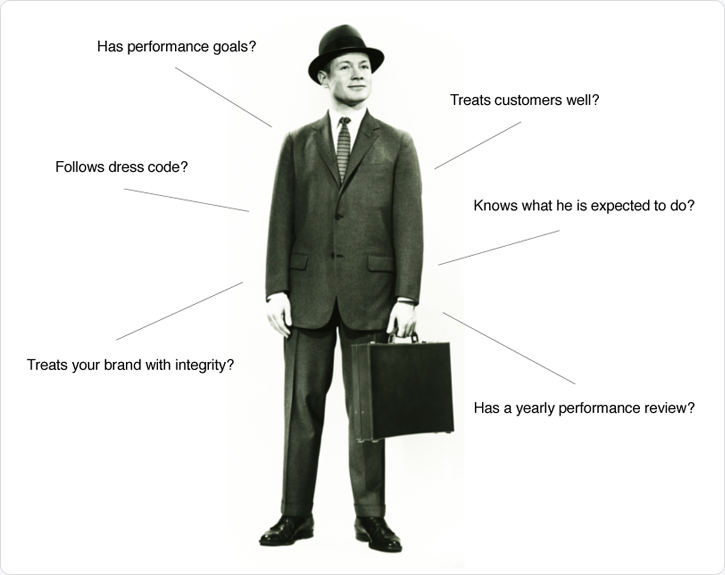 Has performance goals?
Treats customers well?
Follows dress code?
Knows what he is expected to do?
Treats your brand with integrity?
Has a yearly performance review?